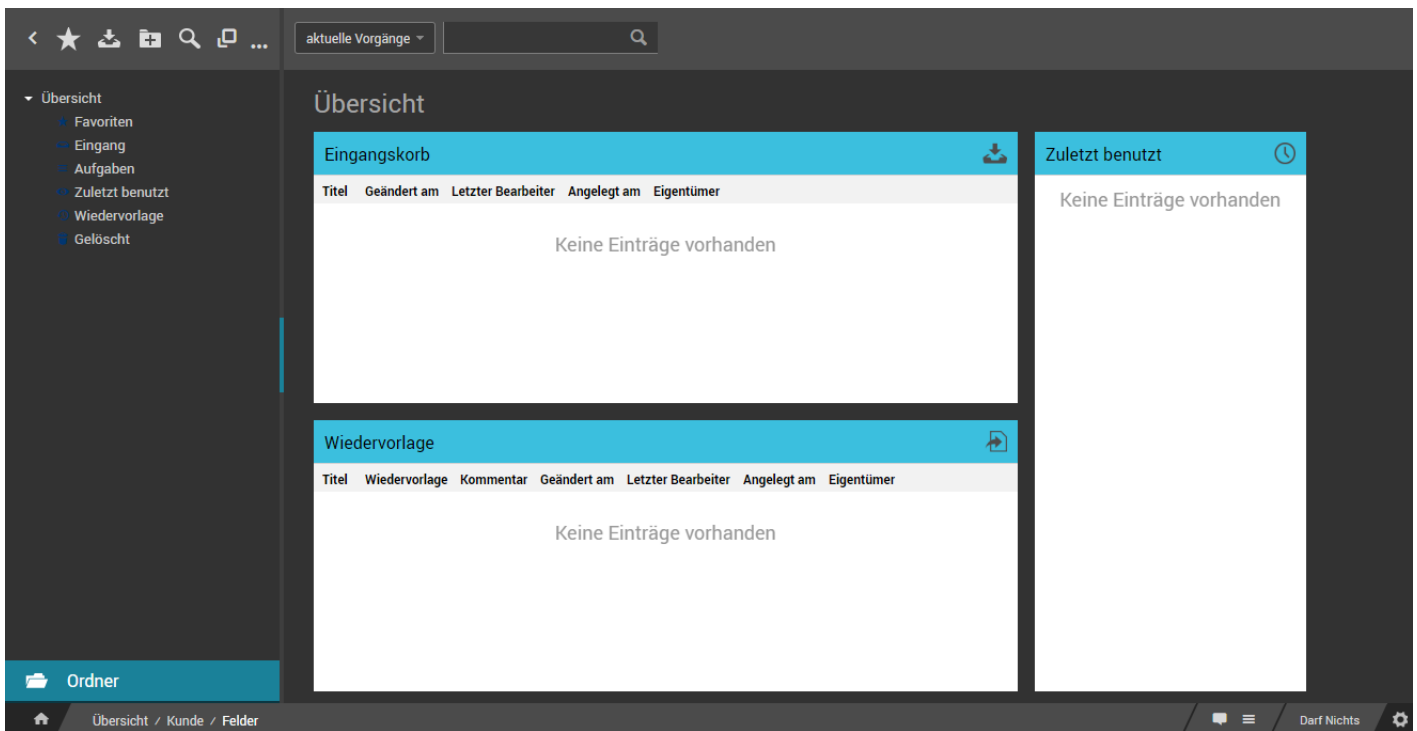 ... aktuelle Vorgänge
Übersicht
Favoriten
Eingang
Aufgaben
Zuletzt benutzt
Wiedervorlage
Gelöscht
Ordner
Übersicht
Eingangskorb
Titel Geändert am Letzter Bearbeiter Angelegt am Eigentümer
Keine Einträge vorhanden
Wiedervorlage
Titel Wiedervorlage Kommentar Geändert am Letzter Bearbeiter Angelegt am Eigentümer
Keine Einträge vorhanden
Zuletzt benutzt
Keine Einträge vorhanden
Übersicht / Kunde / Felder Darf Nichts